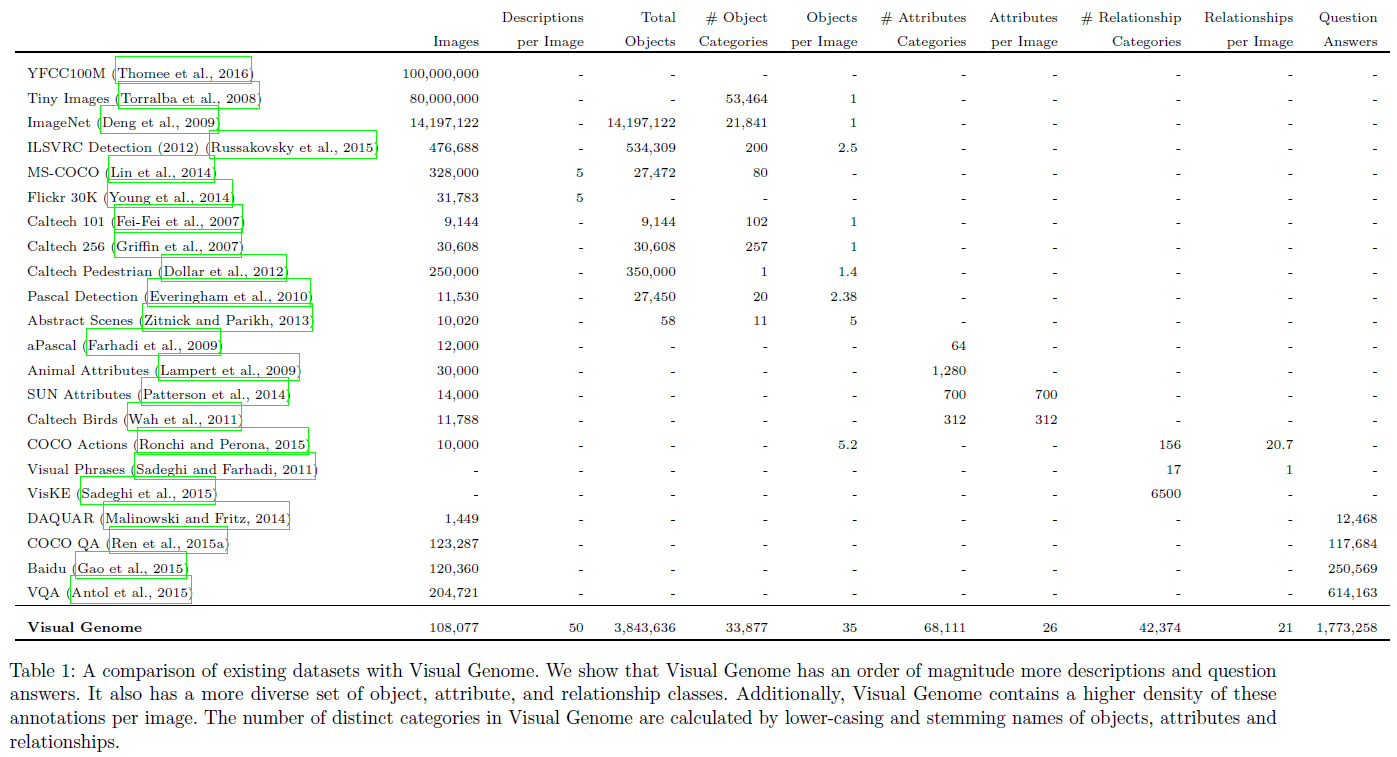 Descriptions Total # Object Objects # Attributes Attributes # Relationship Relationships Question
Images per Image Objects Categories per Image Categories per Image Categories per Image Answers
YFCC100M (Thomee et al., 2016) 100,000,000 - - - - - - - - -
Tiny Images (Torralba et al., 2008) 80,000,000 - - 53,464 1 - - - - -
ImageNet (Deng et al., 2009) 14,197,122 - 14,197,122 21,841 1 - - - - -
ILSVRC Detection (2012) (Russakovsky et al., 2015) 476,688 - 534,309 200 2.5 - - - - -
MS-COCO (Lin et al., 2014) 328,000 5 27,472 80 - - - - - -
Flickr 30K (Young et al., 2014) 31,783 5 - - - - - - - -
Caltech 101 (Fei-Fei et al., 2007) 9,144 - 9,144 102 1 - - - - -
Caltech 256 (Griffin et al., 2007) 30,608 - 30,608 257 1 - - - - -
Caltech Pedestrian (Dollar et al., 2012) 250,000 - 350,000 1 1.4 - - - - -
Pascal Detection (Everingham et al., 2010) 11,530 - 27,450 20 2.38 - - - - -
Abstract Scenes (Zitnick and Parikh, 2013) 10,020 - 58 11 5 - - - - -
aPascal (Farhadi et al., 2009) 12,000 - - - - 64 - - - -
Animal Attributes (Lampert et al., 2009) 30,000 - - - - 1,280 - - - -
SUN Attributes (Patterson et al., 2014) 14,000 - - - - 700 700 - - -
Caltech Birds (Wah et al., 2011) 11,788 - - - - 312 312 - - -
COCO Actions (Ronchi and Perona, 2015) 10,000 - - - 5.2 - - 156 20.7 -
Visual Phrases (Sadeghi and Farhadi, 2011) - - - - - - - 17 1 -
VisKE (Sadeghi et al., 2015) - - - - - - - 6500 - -
DAQUAR (Malinowski and Fritz, 2014) 1,449 - - - - - - - - 12,468
COCO QA (Ren et al., 2015a) 123,287 - - - - - - - - 117,684
Baidu (Gao et al., 2015) 120,360 - - - - - - - - 250,569
VQA (Antol et al., 2015) 204,721 - - - - - - - - 614,163
Visual Genome 108,077 50 3,843,636 33,877 35 68,111 26 42,374 21 1,773,258
Table 1: A comparison of existing datasets with Visual Genome. We show that Visual Genome has an order of magnitude more descriptions and question
answers. It also has a more diverse set of object, attribute, and relationship classes. Additionally, Visual Genome contains a higher density of these
annotations per image. The number of distinct categories in Visual Genome are calculated by lower-casing and stemming names of objects, attributes and
relationships.